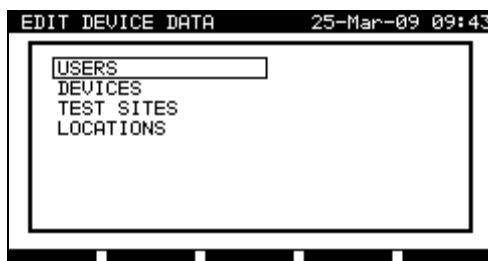 EDIT DEVICE DATA 25-Mar-09 09:43
USERS
DEVICES
TEST SITES
LOCATIONS